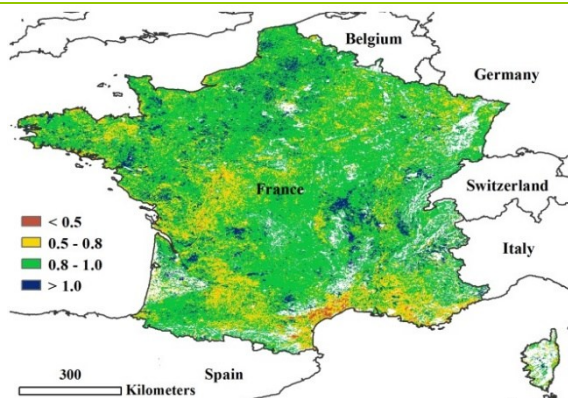 Belgium
Germany
France
Switzerland
Italy
< 0.5
0.5 - 0.8
0.8 - 1.0
> 1.0
300
Kilometers
Spain